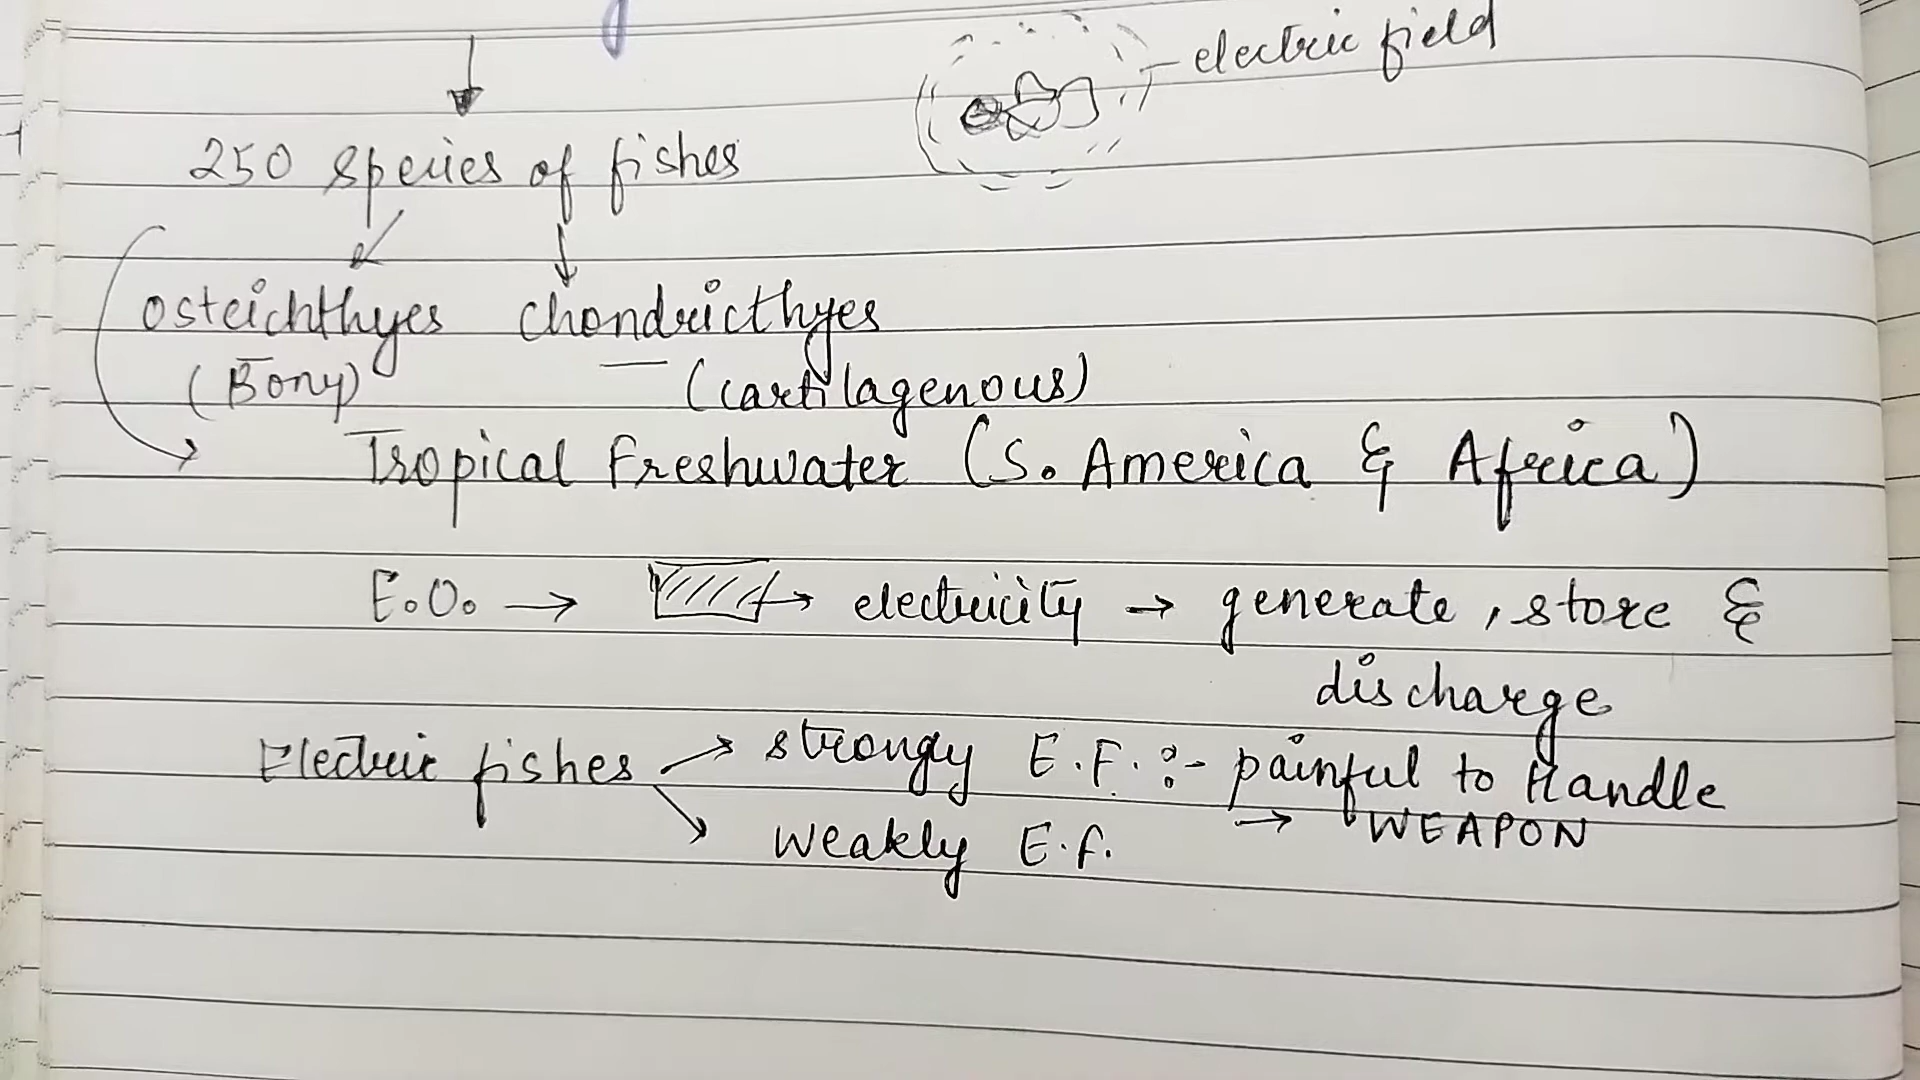 electric field
250 species of fishes
osteichthyes chondricthyes
(Bony) (cartilagenous)
Tropical Freshwater (S. America & Africa)
E.O. → → electricity → generate, store &
discharge
Electric fishes → strongly E.F. :- painful to Handle
→ WEAPON
weakly E.f.